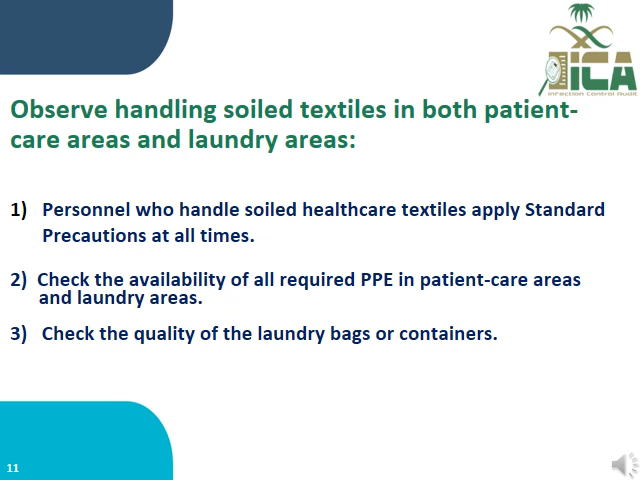 iCA
Infection Control Audit
Observe handling soiled textiles in both patient-
care areas and laundry areas:
1) Personnel who handle soiled healthcare textiles apply Standard
Precautions at all times.
2) Check the availability of all required PPE in patient-care areas
and laundry areas.
3) Check the quality of the laundry bags or containers.
11